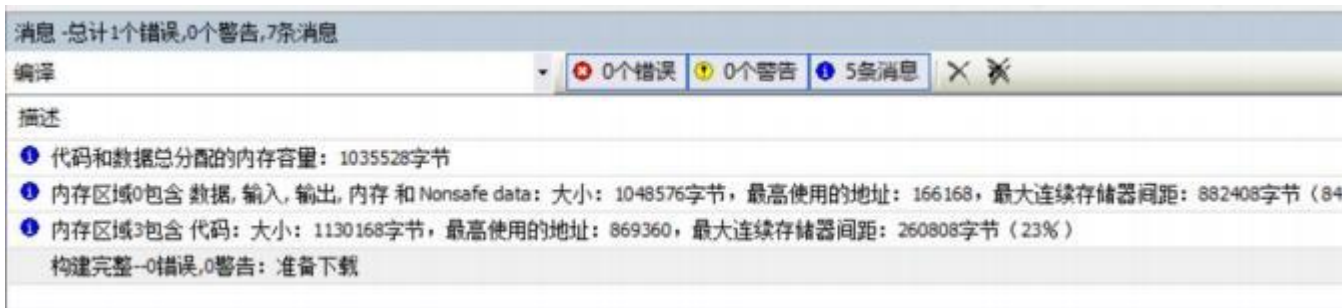 消息 -总计1个错误,0个警告,7条消息
编译 0个错误 0个警告 5条消息
描述
代码和数据总分配的内存容量：1035528字节
内存区域0包含 数据, 输入, 输出, 内存 和 Nonsafe data：大小：1048576字节，最高使用的地址：166168，最大连续存储器间距：882408字节（84
内存区域3包含 代码：大小：1130168字节，最高使用的地址：869360，最大连续存储器间距：260808字节（23%）
构建完整--0错误,0警告：准备下载